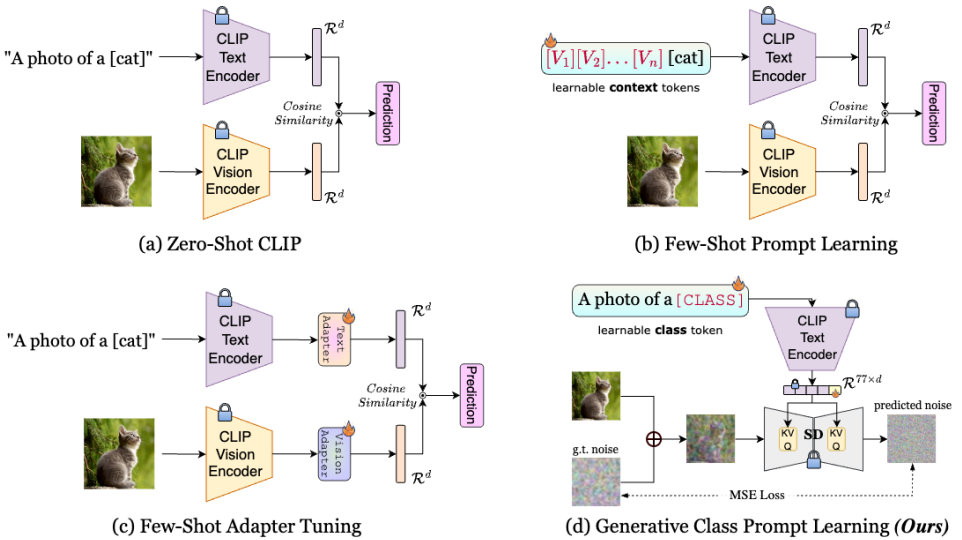 "A photo of a [cat]"
CLIP
Text
Encoder
ℛ^d
Cosine
Similarity
Prediction
CLIP
Vision
Encoder
ℛ^d
(a) Zero-Shot CLIP
[V_1][V_2]...[V_n] [cat]
learnable context tokens
CLIP
Text
Encoder
ℛ^d
Cosine
Similarity
Prediction
CLIP
Vision
Encoder
ℛ^d
(b) Few-Shot Prompt Learning
"A photo of a [cat]"
CLIP
Text
Encoder
Text
Adapter
ℛ^d
Cosine
Similarity
Prediction
CLIP
Vision
Encoder
Vision
Adapter
ℛ^d
(c) Few-Shot Adapter Tuning
A photo of a [CLASS]
learnable class token
CLIP
Text
Encoder
ℛ^{77×d}
g.t. noise
KV
Q
SD
KV
Q
predicted noise
MSE Loss
(d) Generative Class Prompt Learning (Ours)